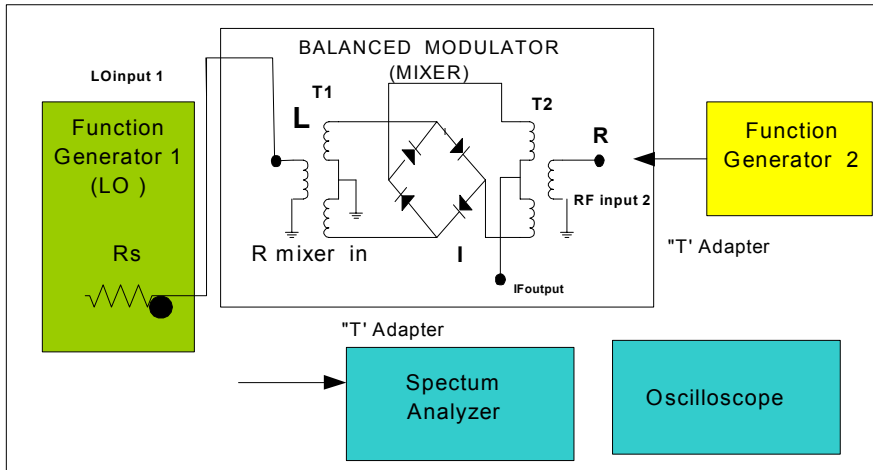 BALANCED MODULATOR
(MIXER)
LOinput 1
T1
T2
L
R
Function
Generator 1
(LO )
Function
Generator 2
RF input 2
Rs
R mixer in
I
"T' Adapter
IFoutput
"T' Adapter
Spectum
Analyzer
Oscilloscope